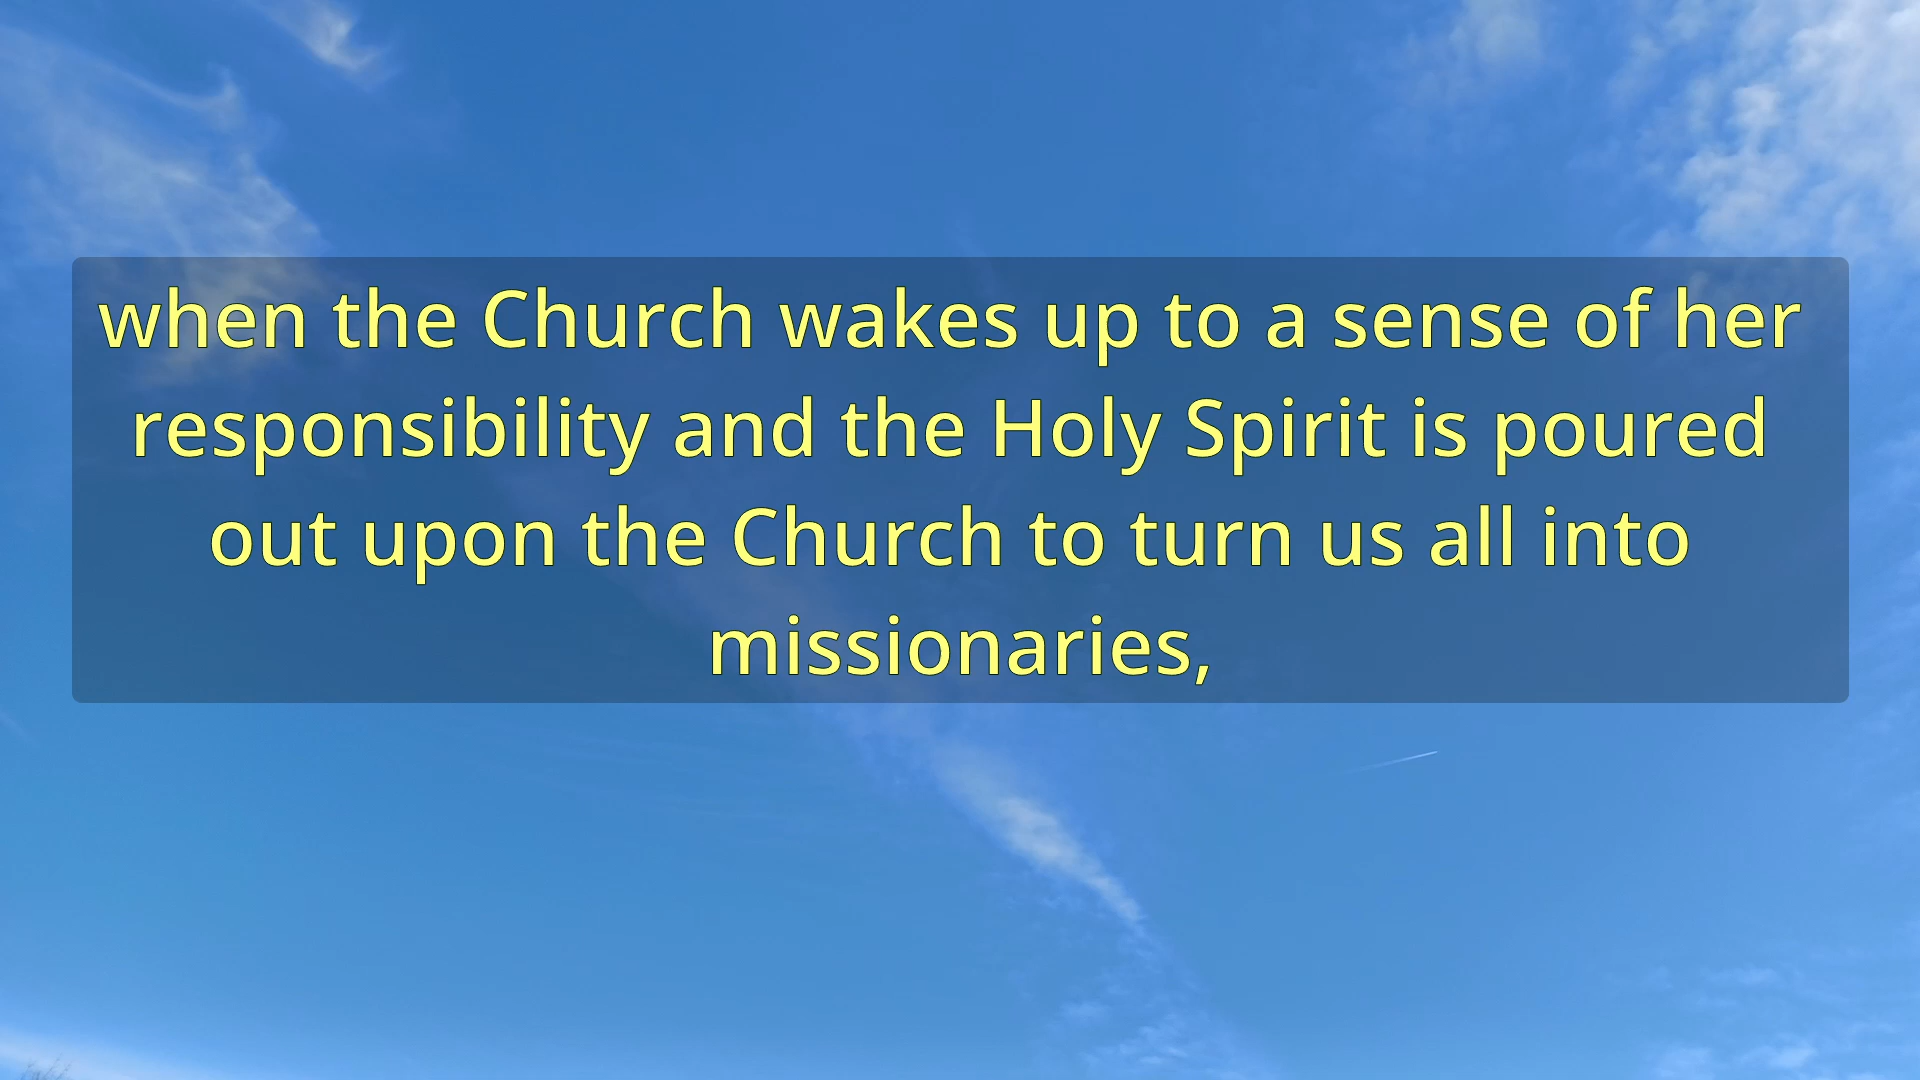 when the Church wakes up to a sense of her
responsibility and the Holy Spirit is poured
out upon the Church to turn us all into
missionaries,